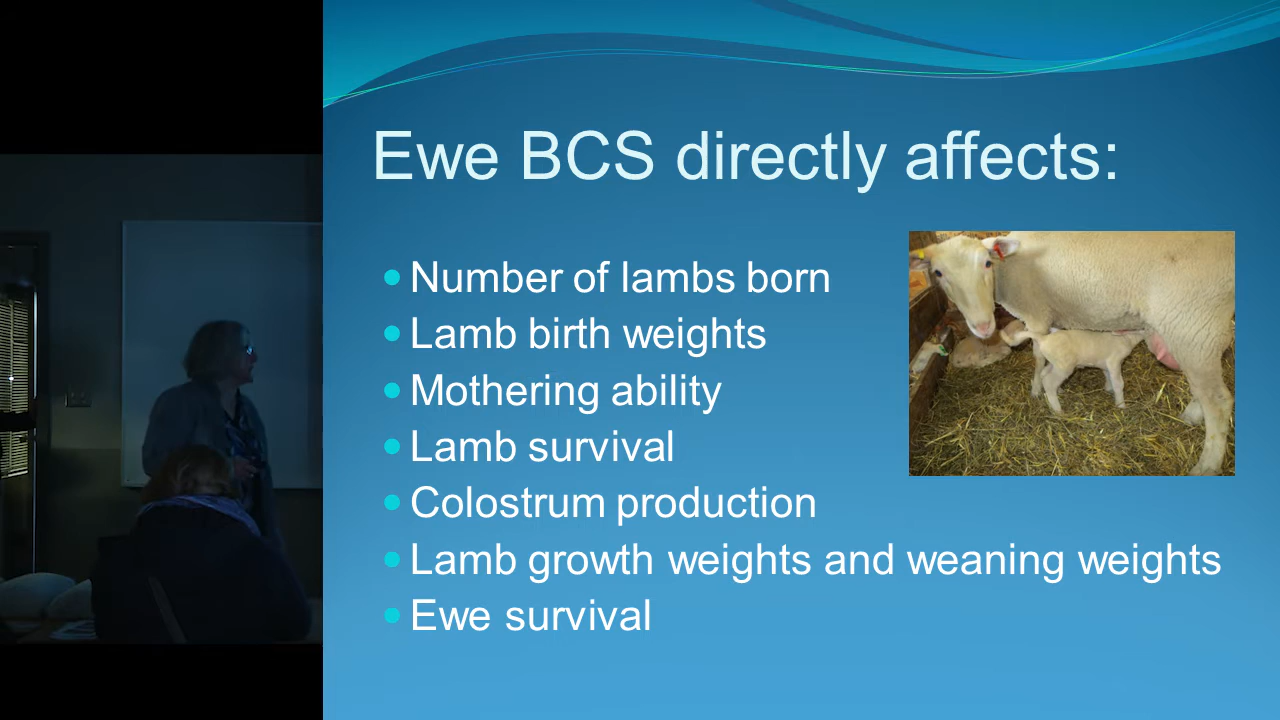 Ewe BCS directly affects:
Number of lambs born
Lamb birth weights
Mothering ability
Lamb survival
Colostrum production
Lamb growth weights and weaning weights
Ewe survival